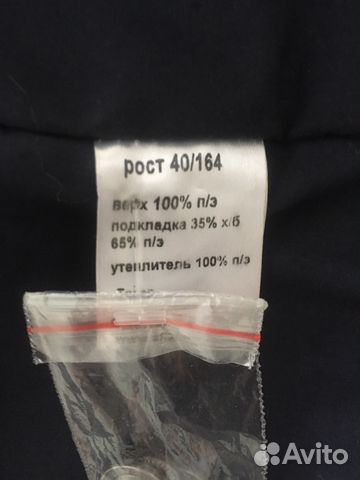 рост 40/164
верх 100% п/э
подкладка 35% х/б
65% п/э
утеплитель 100% п/э
Avito